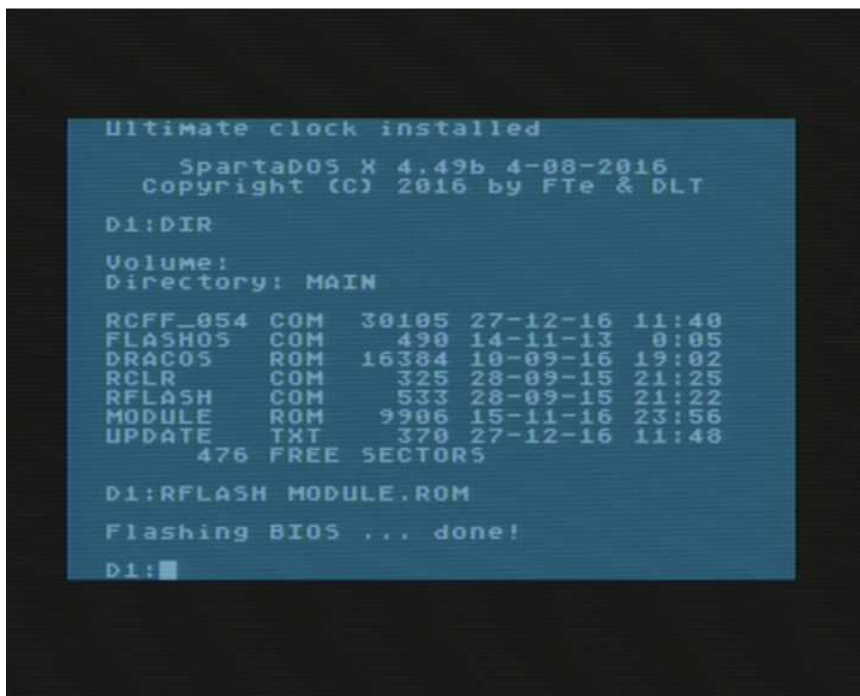 Ultimate clock installed
SpartaDOS X 4.49b 4-08-2016
Copyright (C) 2016 by FTe & DLT
D1:DIR
Volume:
Directory: MAIN
RCFF_054 COM 30105 27-12-16 11:40
FLASHOS COM 490 14-11-13 0:05
DRACOS ROM 16384 10-09-16 19:02
RCLR COM 325 28-09-15 21:25
RFLASH COM 533 28-09-15 21:22
MODULE ROM 9906 15-11-16 23:56
UPDATE TXT 370 27-12-16 11:48
476 FREE SECTORS
D1:RFLASH MODULE.ROM
Flashing BIOS ... done!
D1: